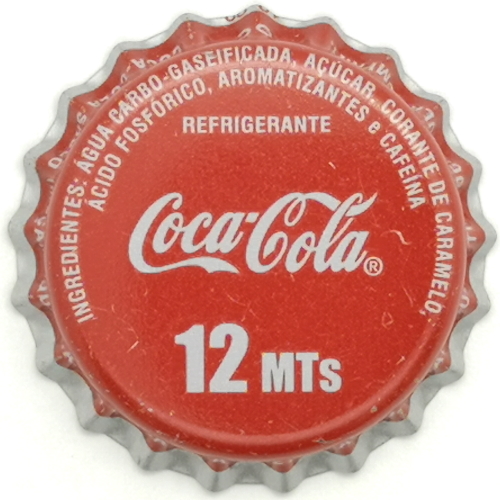 INGREDIENTES: ÁGUA CARBO-GASEIFICADA, AÇÚCAR, CORANTE DE CARAMELO,
ÁCIDO FOSFÓRICO, AROMATIZANTES e CAFEÍNA
REFRIGERANTE
Coca-Cola®
12 MTs